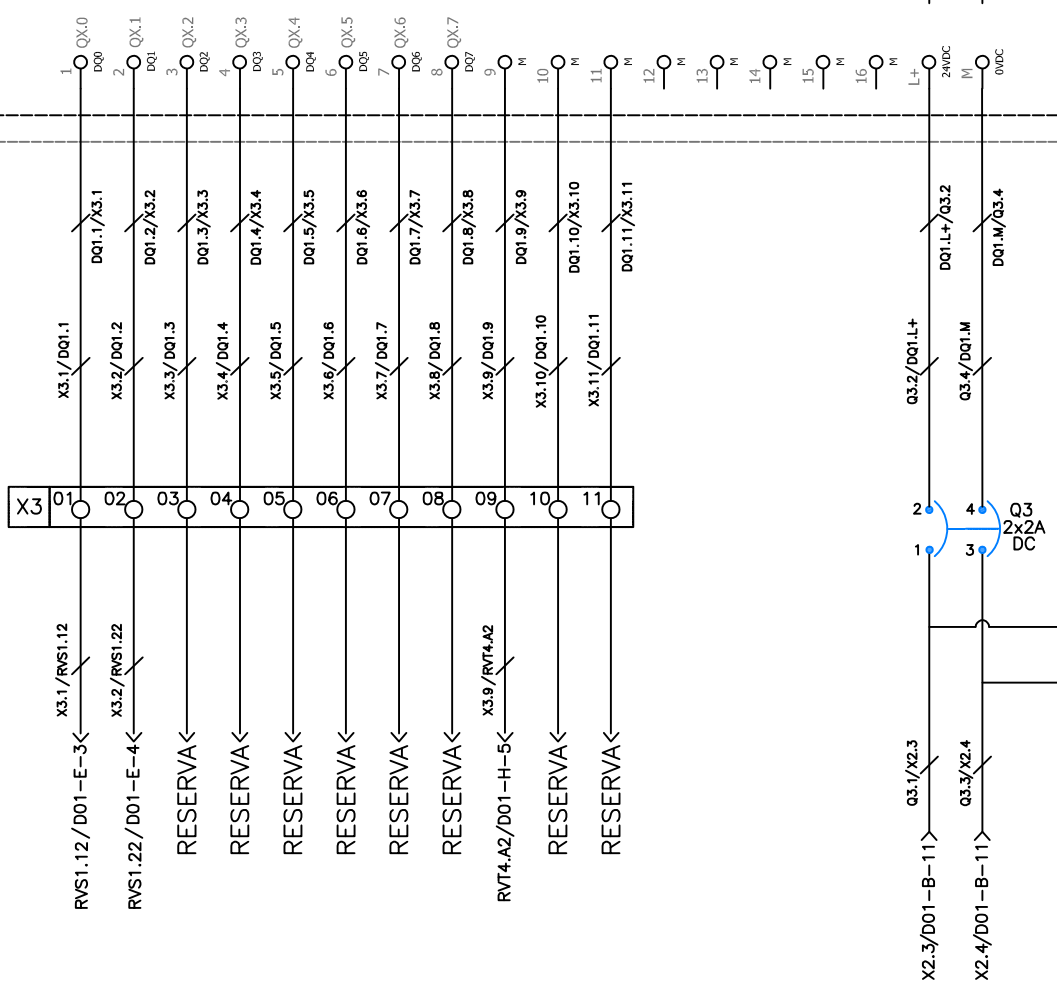 QX.0 QX.1 QX.2 QX.3 QX.4 QX.5 QX.6 QX.7
1 DQ0
2 DQ1
3 DQ2
4 DQ3
5 DQ4
6 DQ5
7 DQ6
8 DQ7
9 M
10 M
11 M
12 M
13 M
14 M
15 M
16 M
L+ 24VDC
M 0VDC
DQ1.1/X3.1
DQ1.2/X3.2
DQ1.3/X3.3
DQ1.4/X3.4
DQ1.5/X3.5
DQ1.6/X3.6
DQ1.7/X3.7
DQ1.8/X3.8
DQ1.9/X3.9
DQ1.10/X3.10
DQ1.11/X3.11
DQ1.L+/Q3.2
DQ1.M/Q3.4
X3.1/DQ1.1
X3.2/DQ1.2
X3.3/DQ1.3
X3.4/DQ1.4
X3.5/DQ1.5
X3.6/DQ1.6
X3.7/DQ1.7
X3.8/DQ1.8
X3.9/DQ1.9
X3.10/DQ1.10
X3.11/DQ1.11
Q3.2/DQ1.L+
Q3.4/DQ1.M
X3 01 02 03 04 05 06 07 08 09 10 11
2 4 Q3
2x2A
1 3 DC
X3.1/RVS1.12
X3.2/RVS1.22
X3.9/RVT4.A2
Q3.1/X2.3
Q3.3/X2.4
RVS1.12/D01-E-3
RVS1.22/D01-E-4
RESERVA
RESERVA
RESERVA
RESERVA
RESERVA
RESERVA
RVT4.A2/D01-H-5
RESERVA
RESERVA
X2.3/D01-B-11
X2.4/D01-B-11